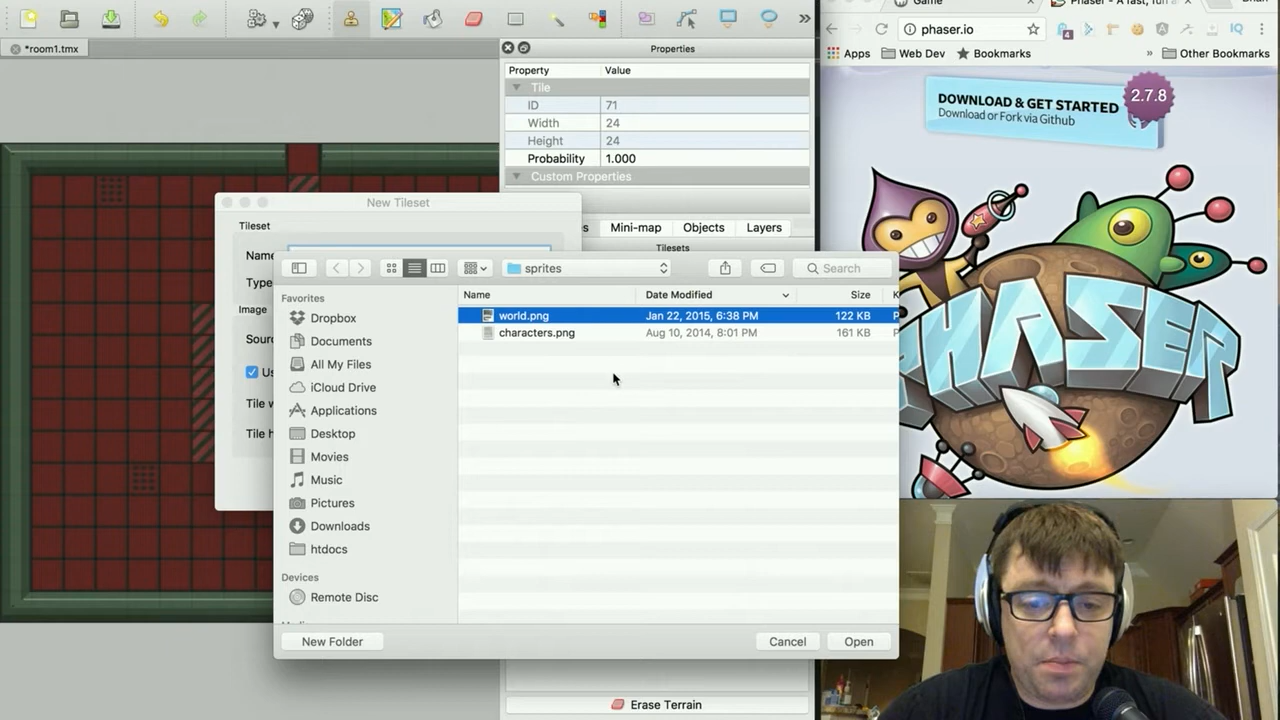 *room1.tmx
Properties
Property Value
Tile
ID 71
Width 24
Height 24
Probability 1.000
Custom Properties
Mini-map Objects Layers
Tilesets
New Tileset
Tileset
Name
Type
Image
Sour
Us
Tile w
Tile h
sprites
Search
Favorites
Dropbox
Documents
All My Files
iCloud Drive
Applications
Desktop
Movies
Music
Pictures
Downloads
htdocs
Devices
Remote Disc
Name Date Modified Size K
world.png Jan 22, 2015, 6:38 PM 122 KB P
characters.png Aug 10, 2014, 8:01 PM 161 KB P
New Folder Cancel Open
Erase Terrain
Game
Phaser - A fast, fun a
phaser.io
4
IQ
Apps Web Dev Bookmarks » Other Bookmarks
DOWNLOAD & GET STARTED
Download or Fork via Github
2.7.8
PHASER